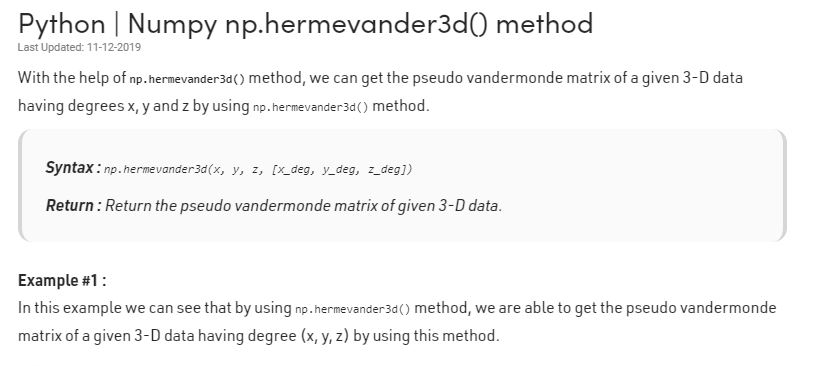 Python | Numpy np.hermevander3d() method
Last Updated: 11-12-2019
With the help of np.hermevander3d() method, we can get the pseudo vandermonde matrix of a given 3-D data
having degrees x, y and z by using np.hermevander3d() method.
Syntax : np.hermevander3d(x, y, z, [x_deg, y_deg, z_deg])
Return : Return the pseudo vandermonde matrix of given 3-D data.
Example #1 :
In this example we can see that by using np.hermevander3d() method, we are able to get the pseudo vandermonde
matrix of a given 3-D data having degree (x, y, z) by using this method.